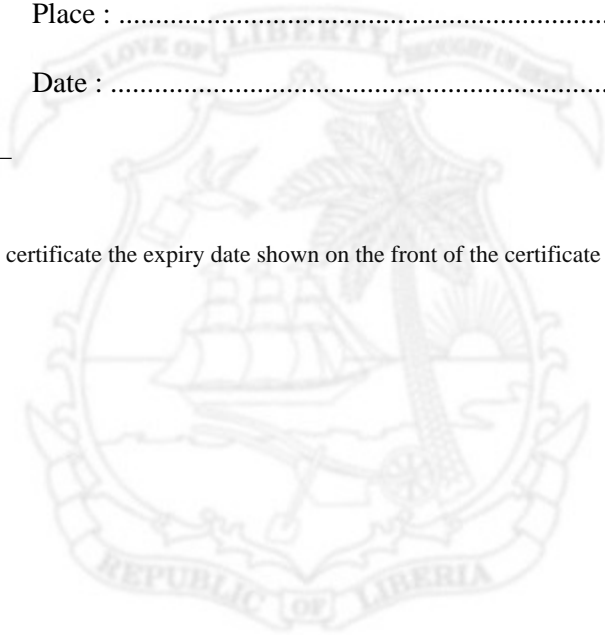 Place : ..................................................................
THE LOVE OF LIBERTY BROUGHT US HERE
Date : ...................................................................
certificate the expiry date shown on the front of the certificate
REPUBLIC OF LIBERIA